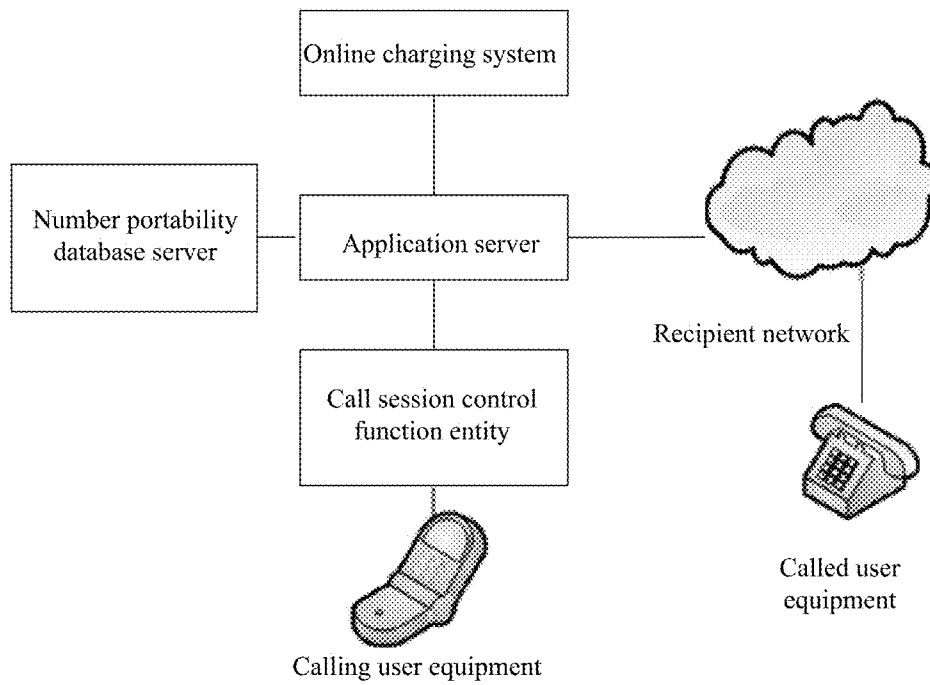 Online charging system
Number portability
database server
Application server
Recipient network
Call session control
function entity
Called user
equipment
Calling user equipment